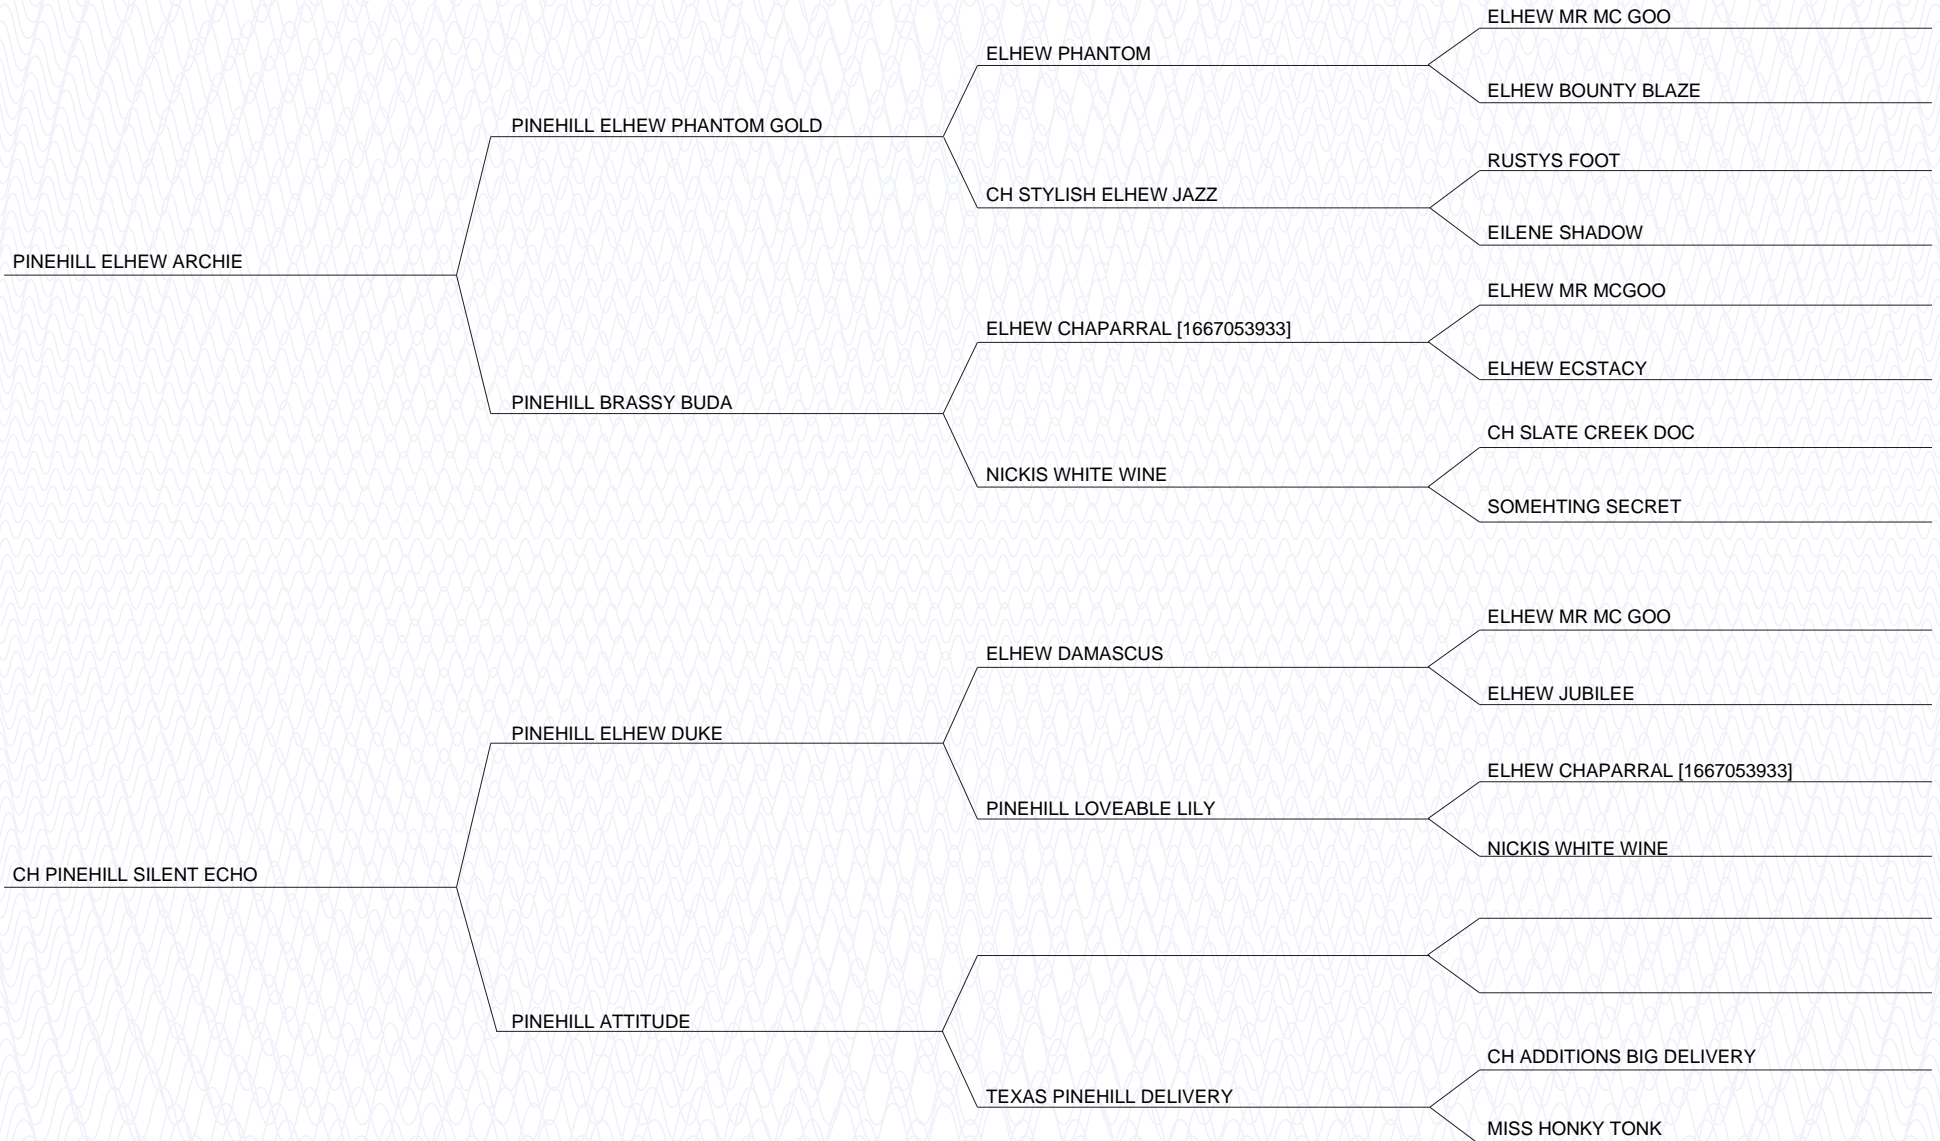 ELHEW MR MC GOO
ELHEW PHANTOM
ELHEW BOUNTY BLAZE
PINEHILL ELHEW PHANTOM GOLD
RUSTYS FOOT
CH STYLISH ELHEW JAZZ
EILENE SHADOW
PINEHILL ELHEW ARCHIE
ELHEW MR MCGOO
ELHEW CHAPARRAL [1667053933]
ELHEW ECSTACY
PINEHILL BRASSY BUDA
CH SLATE CREEK DOC
NICKIS WHITE WINE
SOMEHTING SECRET
ELHEW MR MC GOO
ELHEW DAMASCUS
ELHEW JUBILEE
PINEHILL ELHEW DUKE
ELHEW CHAPARRAL [1667053933]
PINEHILL LOVEABLE LILY
NICKIS WHITE WINE
CH PINEHILL SILENT ECHO
PINEHILL ATTITUDE
CH ADDITIONS BIG DELIVERY
TEXAS PINEHILL DELIVERY
MISS HONKY TONK